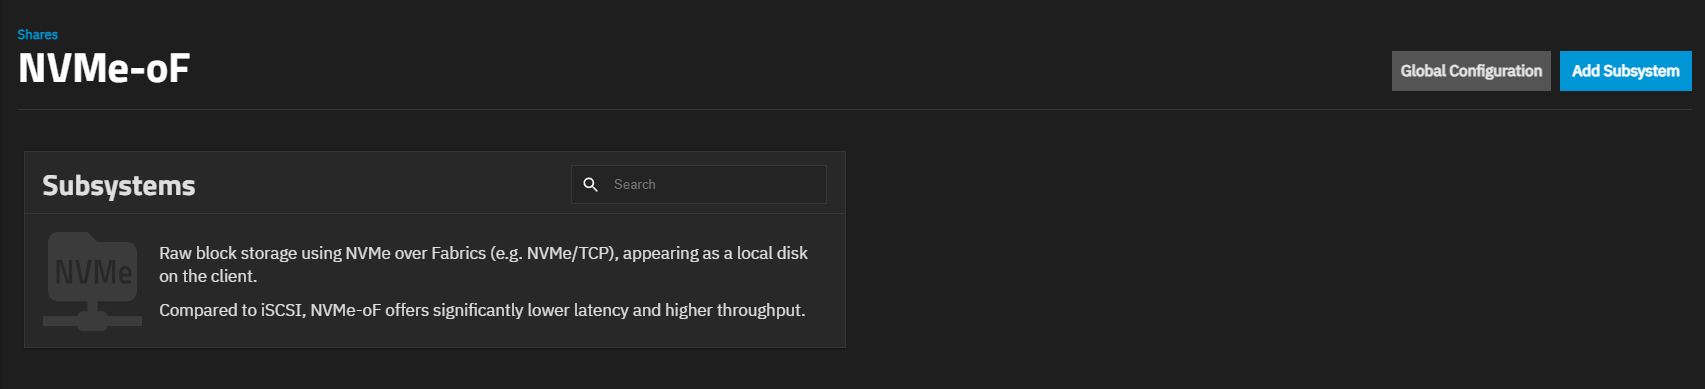 Shares
NVMe-oF
Global Configuration
Add Subsystem
Subsystems
Search
NVMe
Raw block storage using NVMe over Fabrics (e.g. NVMe/TCP), appearing as a local disk
on the client.
Compared to iSCSI, NVMe-oF offers significantly lower latency and higher throughput.